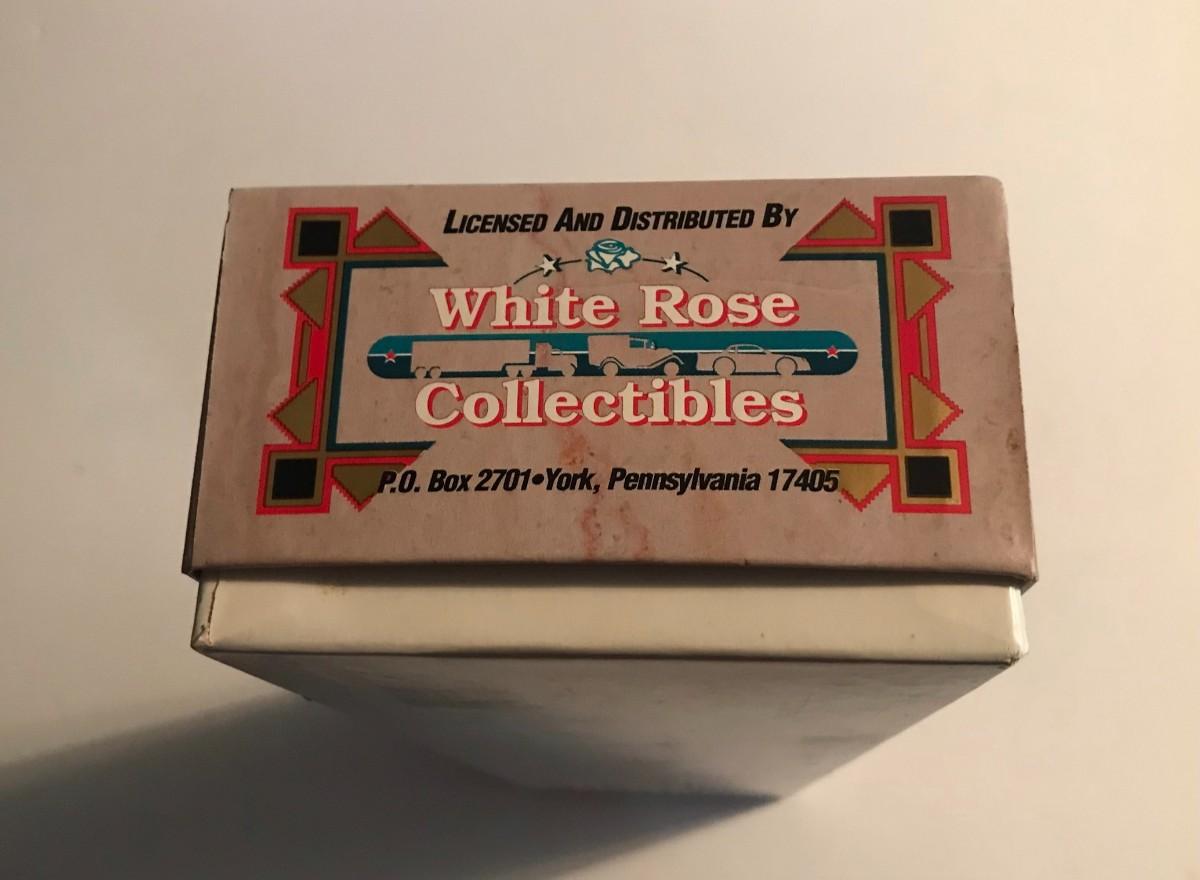 Licensed And Distributed By
White Rose
Collectibles
P.O. Box 2701•York, Pennsylvania 17405